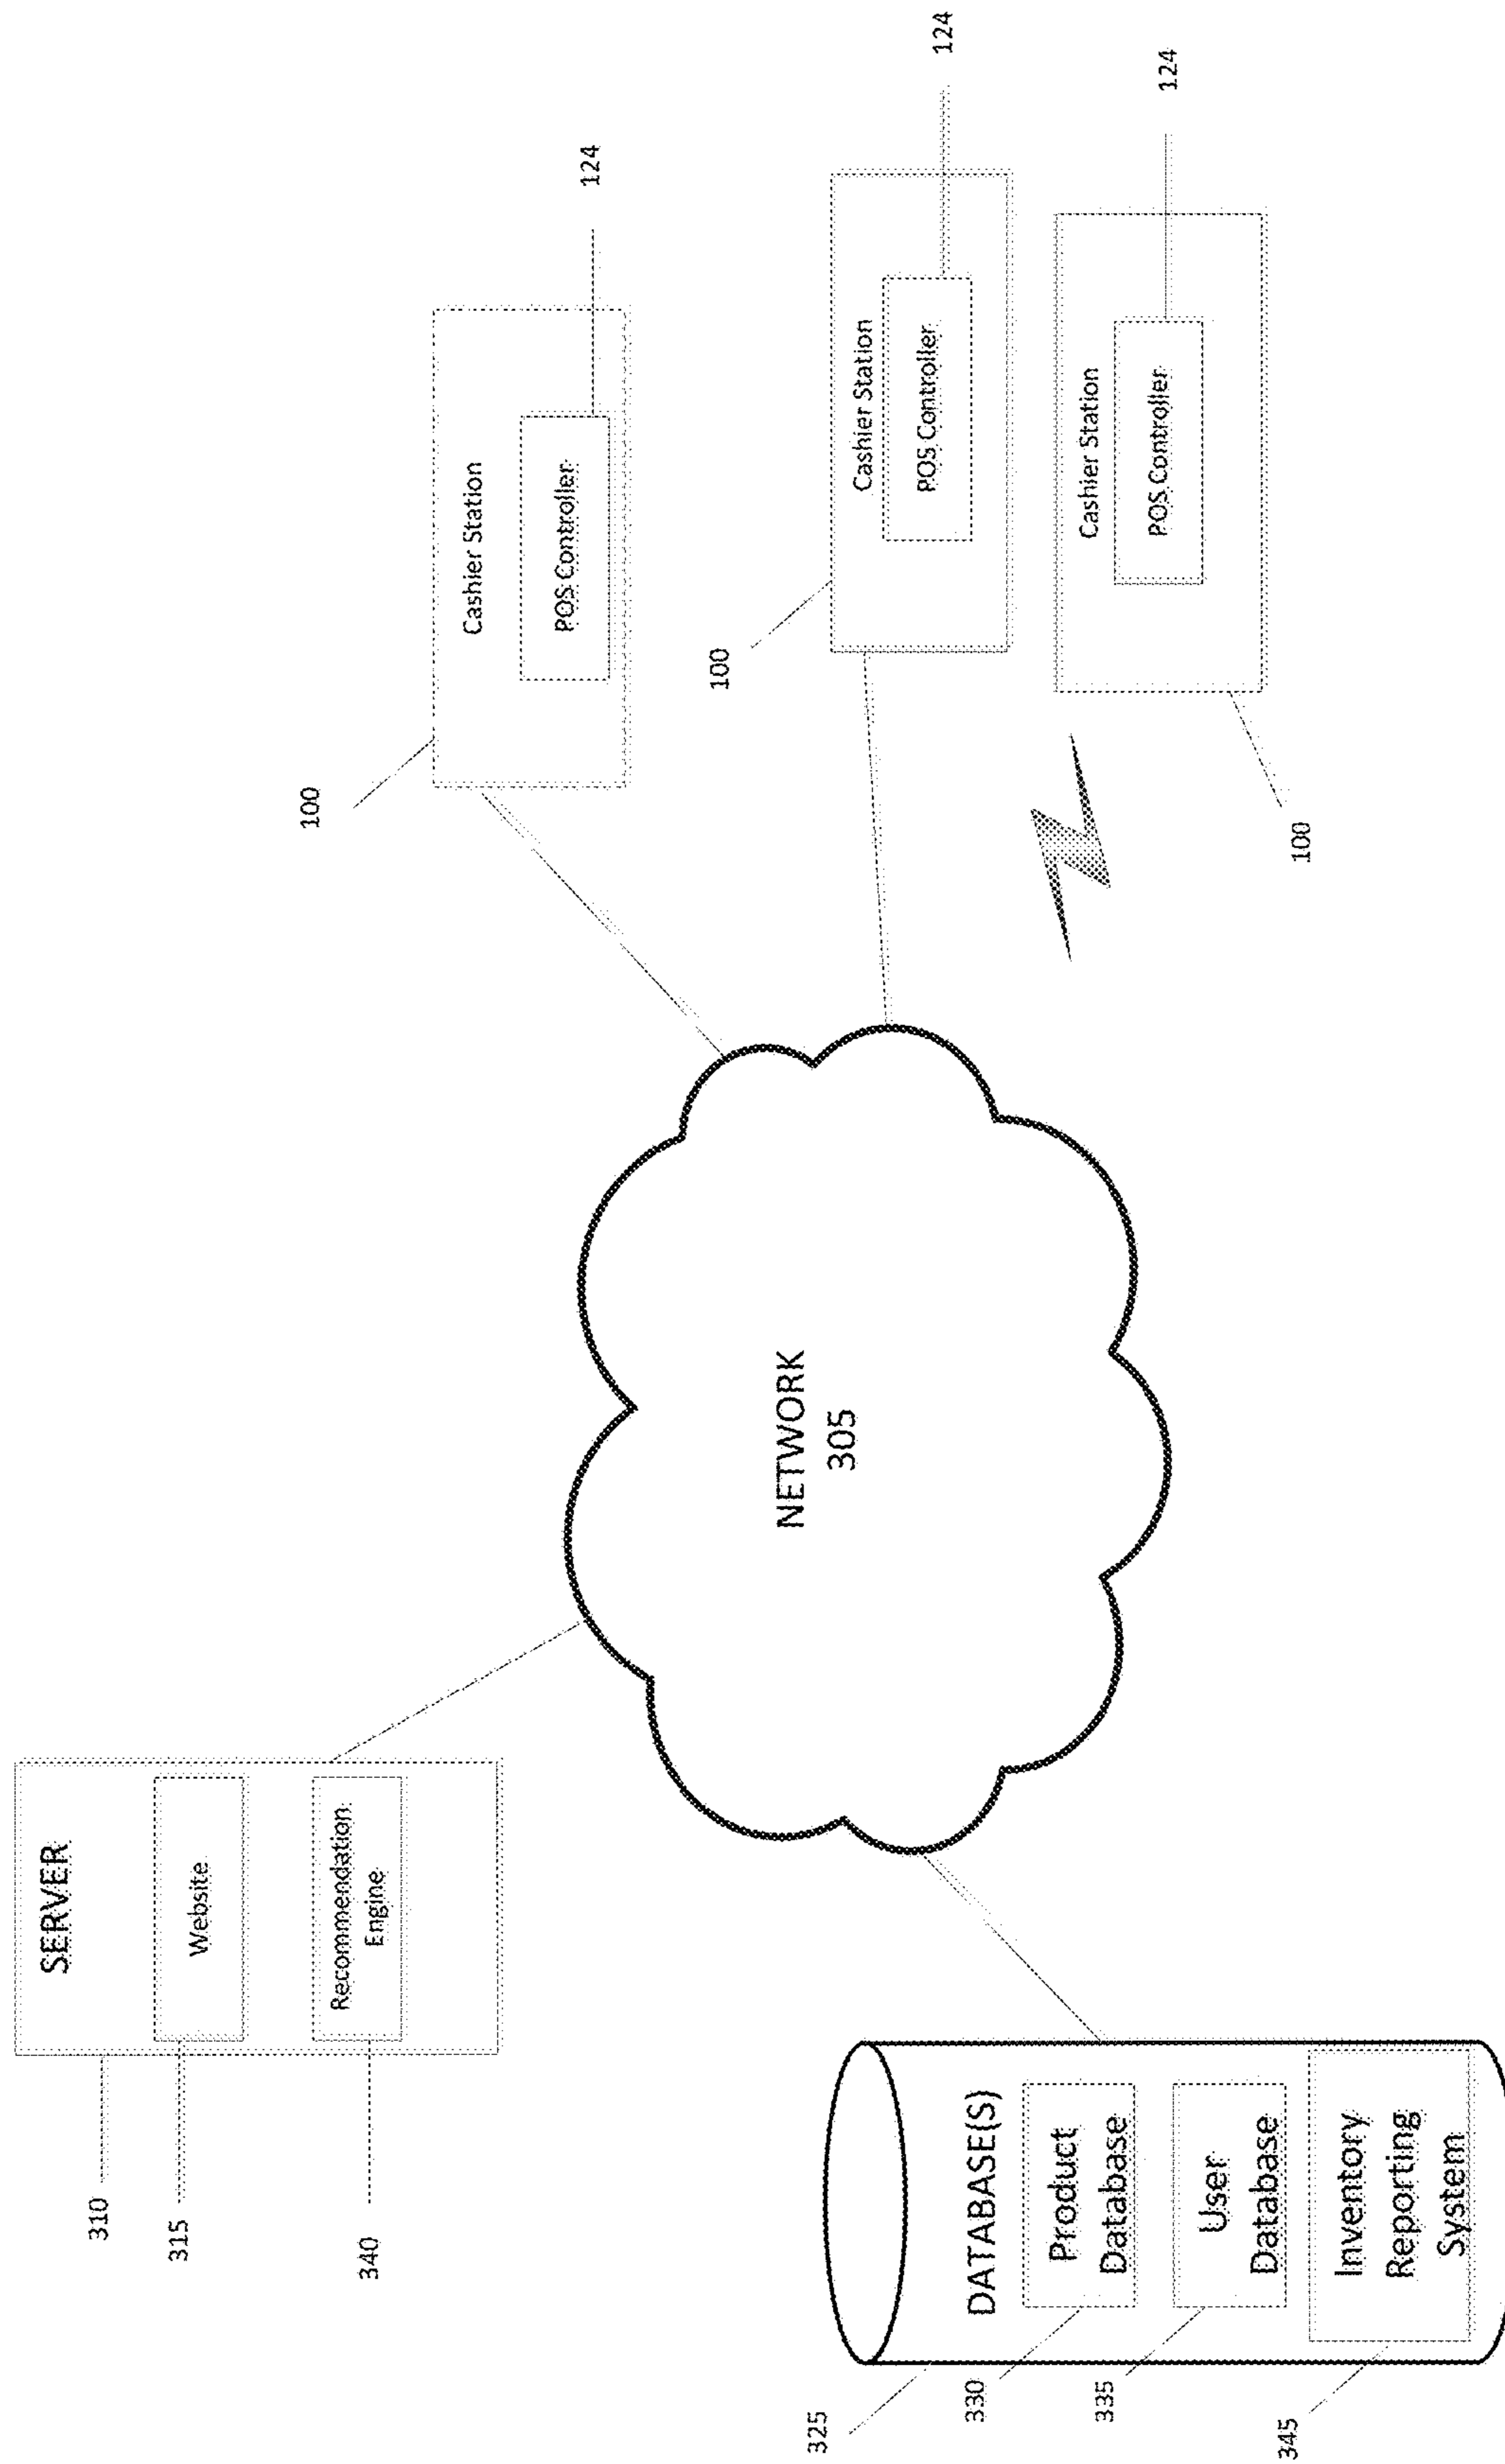 310
315
340
SERVER
Website
Recommendation
Engine
325
330
335
345
DATABASE(S)
Product
Database
User
Database
Inventory
Reporting
System
NETWORK
305
100
Cashier Station
POS Controller
124
100
Cashier Station
POS Controller
124
100
Cashier Station
POS Controller
124